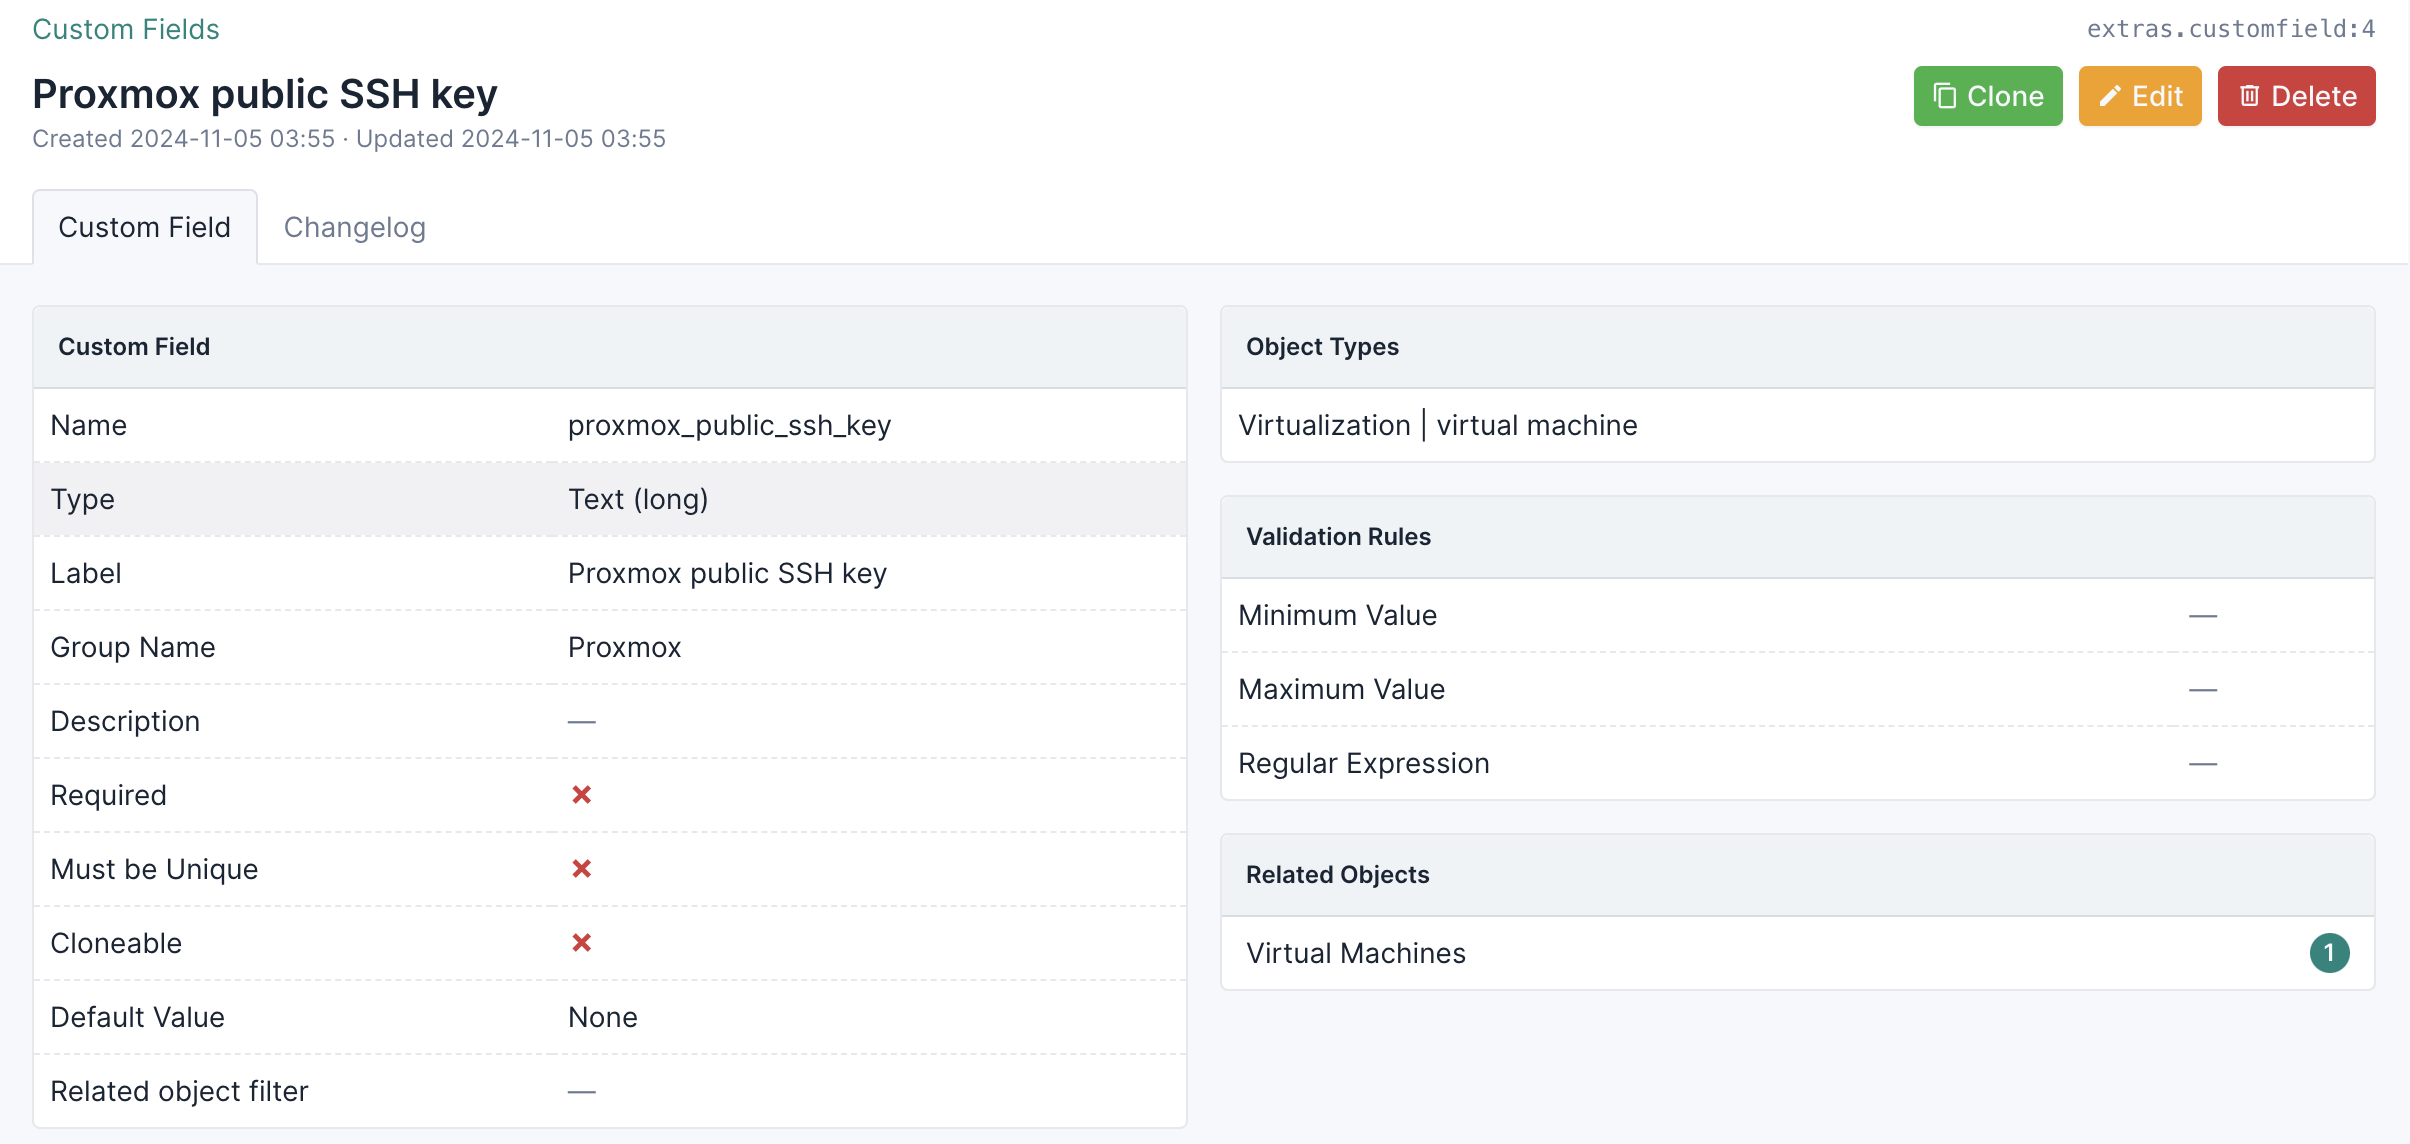 Custom Fields
extras.customfield:4
Proxmox public SSH key
Clone
Edit
Delete
Created 2024-11-05 03:55 · Updated 2024-11-05 03:55
Custom Field
Changelog
Custom Field
Name proxmox_public_ssh_key
Type Text (long)
Label Proxmox public SSH key
Group Name Proxmox
Description —
Required ✖
Must be Unique ✖
Cloneable ✖
Default Value None
Related object filter —
Object Types
Virtualization | virtual machine
Validation Rules
Minimum Value —
Maximum Value —
Regular Expression —
Related Objects
Virtual Machines 1